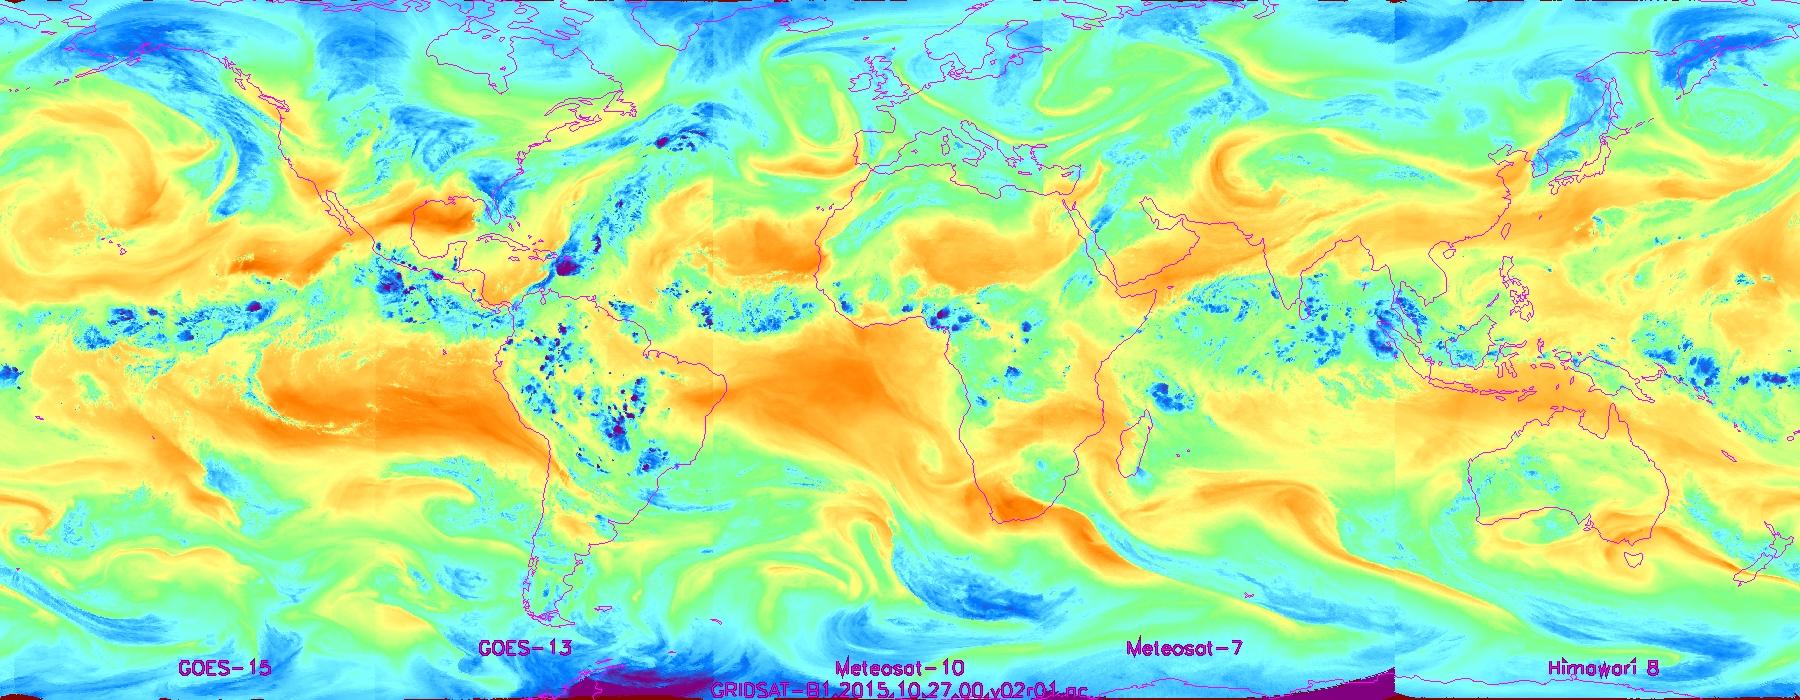 GOES-13
Meteosat-7
GOES-15
Meteosat-10
Himawari 8
GRIDSAT-B1.2015.10.27.00.v02r01.nc